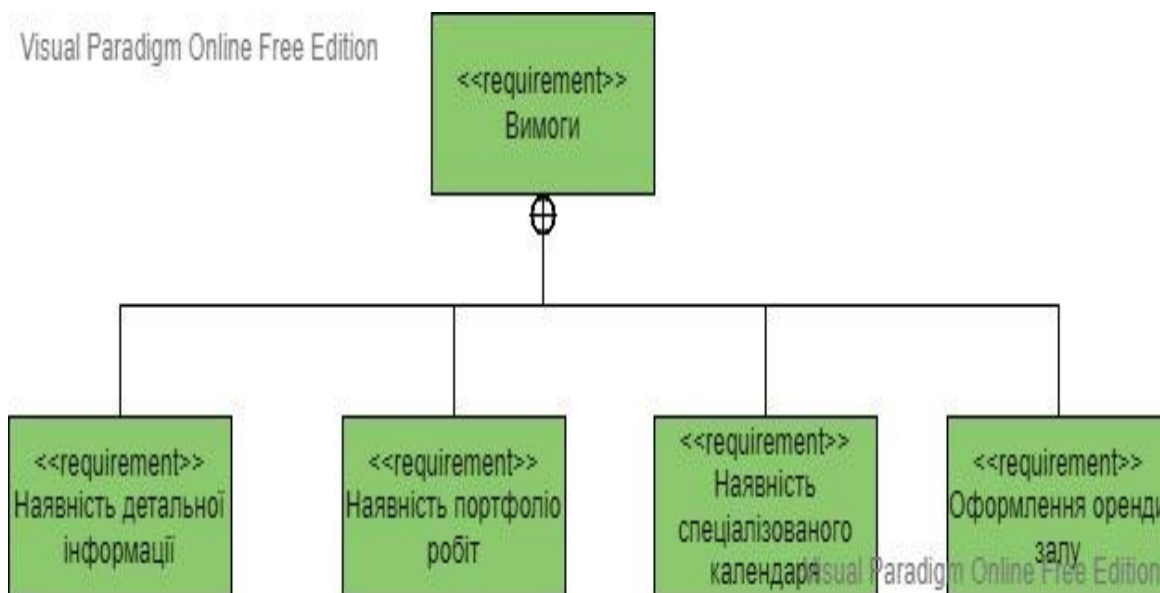 Visual Paradigm Online Free Edition
<<requirement>>
Вимоги
<<requirement>>
Наявність детальної
інформації
<<requirement>>
Наявність портфоліо
робіт
<<requirement>>
Наявність
спеціалізованого
календаря
<<requirement>>
Оформлення оренди
залу
Visual Paradigm Online Free Edition